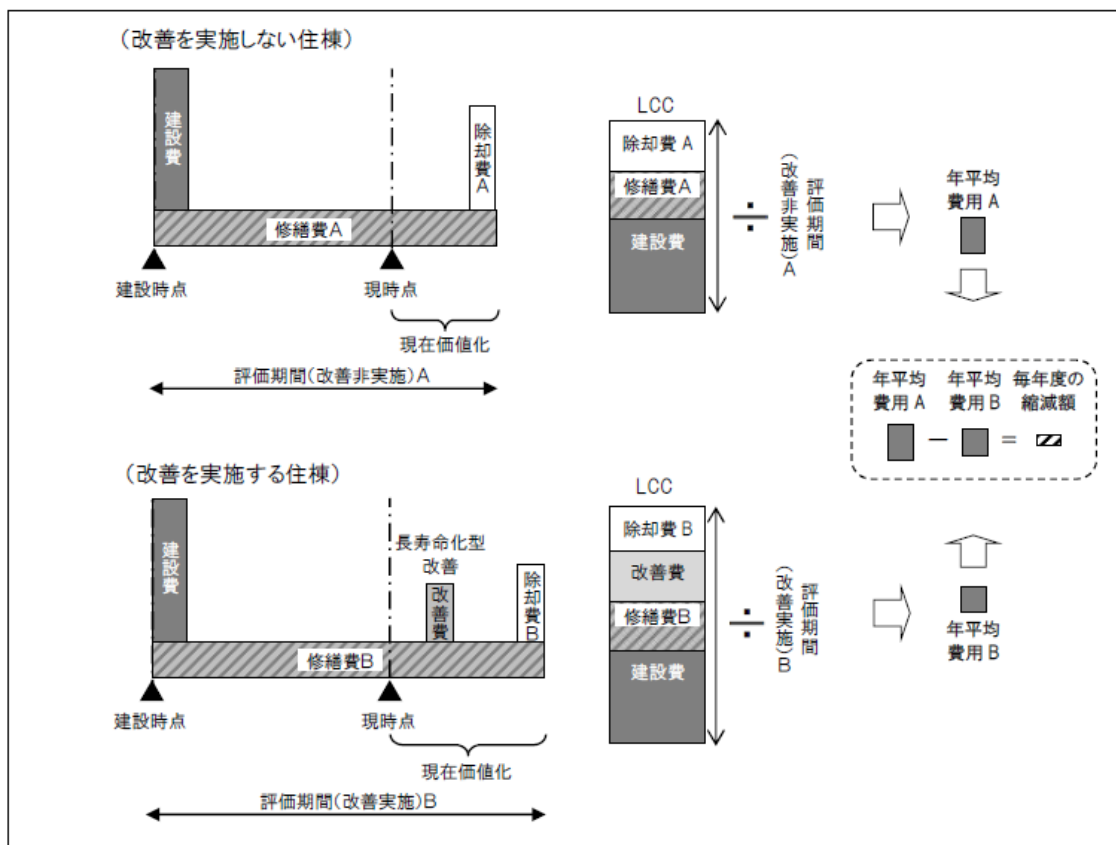 (改善を実施しない住棟)
建設費
除却費A
修繕費A
建設時点
現時点
現在価値化
評価期間(改善非実施)A
LCC
除却費A
修繕費A
建設費
÷
評価期間
(改善非実施)A
年平均
費用A
年平均
費用A
年平均
費用B
毎年度の
縮減額
－
＝
(改善を実施する住棟)
建設費
長寿命化型
改善
改善費
除却費B
修繕費B
建設時点
現時点
現在価値化
評価期間(改善実施)B
LCC
除却費B
改善費
修繕費B
建設費
÷
評価期間
(改善実施)B
年平均
費用B